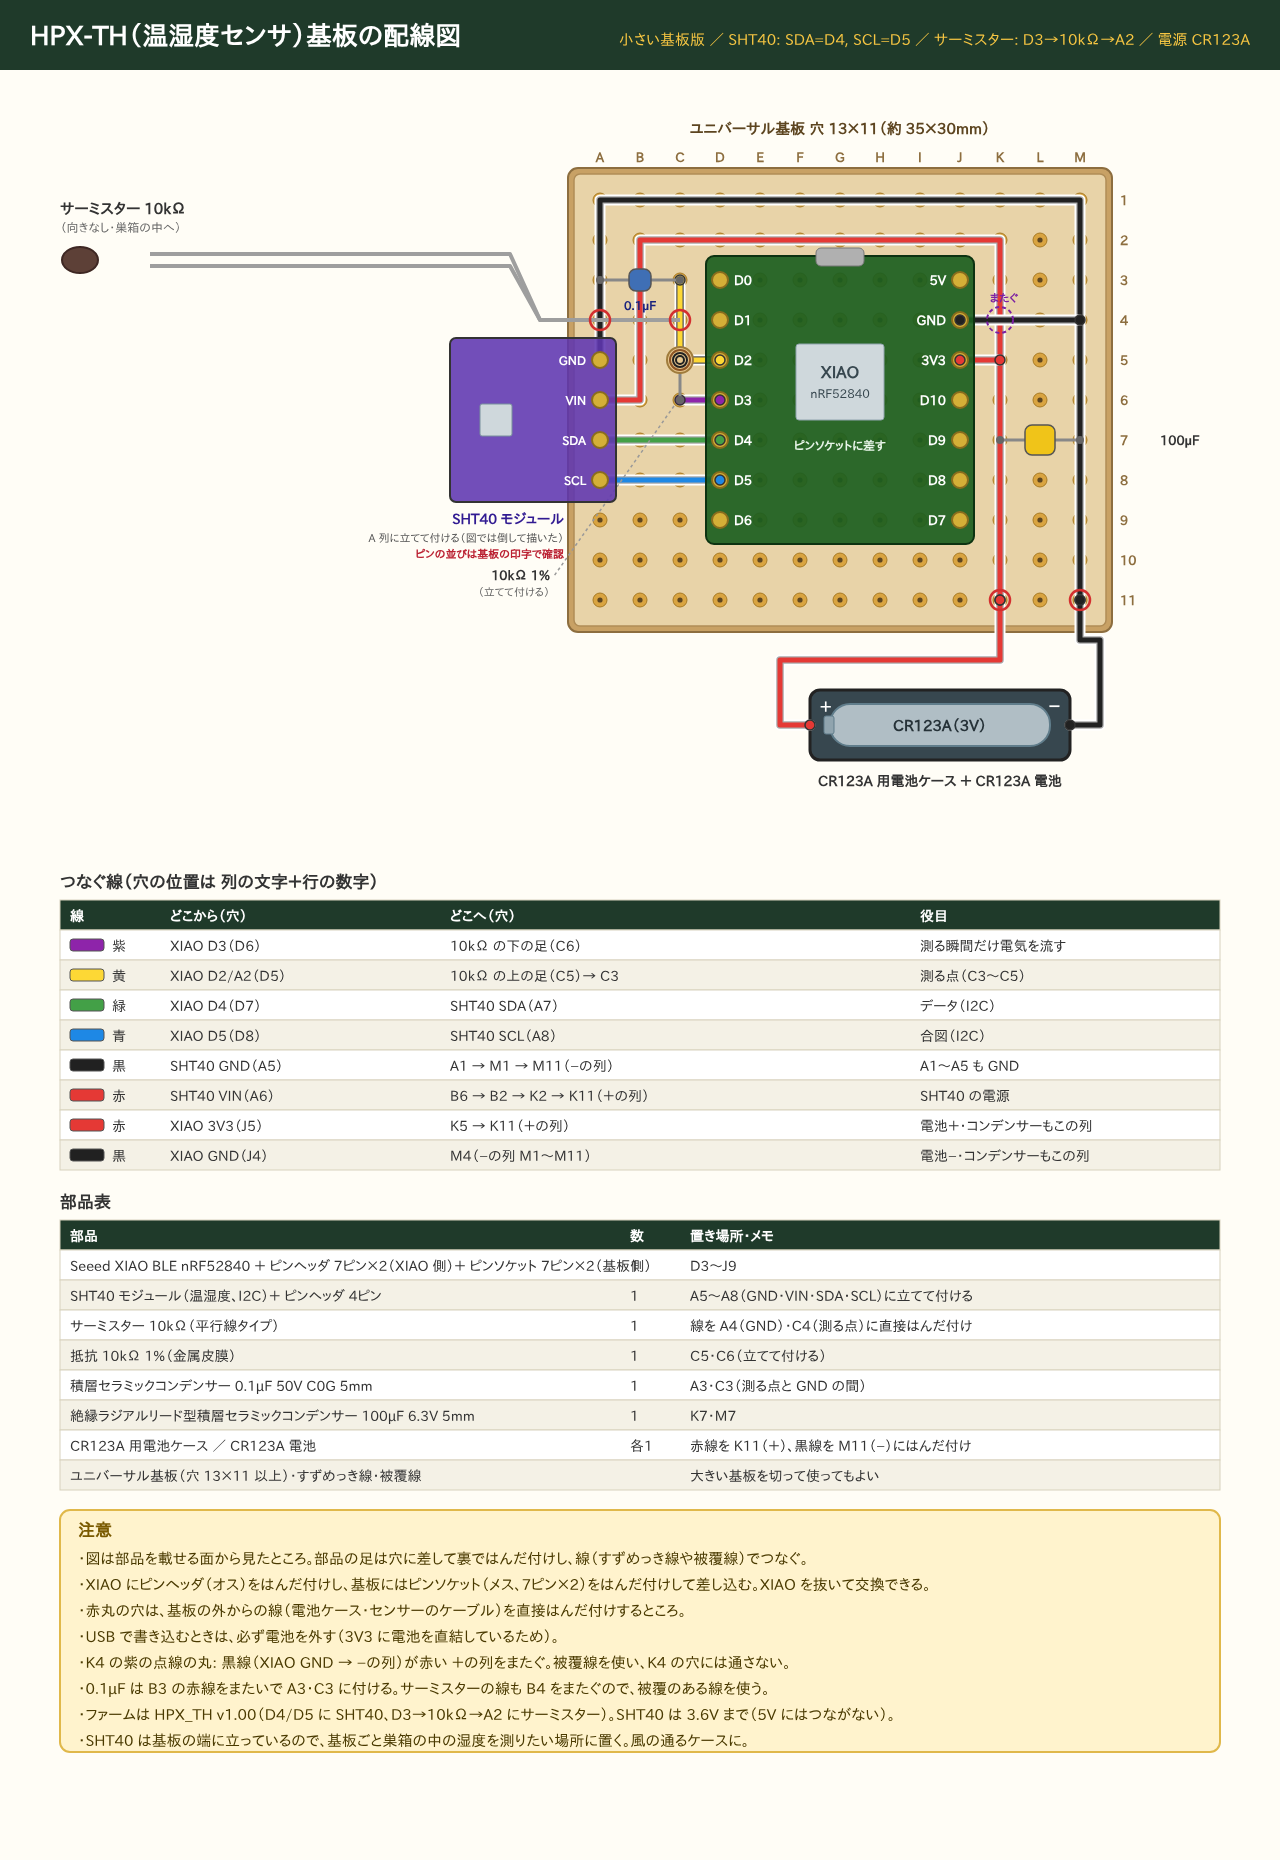 HPX-TH（温湿度センサ）基板の配線図
小さい基板版 ／ SHT40: SDA=D4, SCL=D5 ／ サーミスター: D3→10kΩ→A2 ／ 電源 CR123A
ユニバーサル基板 穴 13×11（約 35×30mm）
A B C D E F G H I J K L M
サーミスター 10kΩ
（向きなし・巣箱の中へ）
1
2
D0 5V 3
またぐ
0.1µF
D1 GND 4
GND D2 3V3 5
XIAO
nRF52840
VIN D3 D10 6
SDA D4 D9 7
ピンソケットに差す
100µF
SCL D5 D8 8
SHT40 モジュール
D6 D7 9
A 列に立てて付ける（図では倒して描いた）
ピンの並びは基板の印字で確認
10
10kΩ 1%
（立てて付ける）
11
+ −
CR123A（3V）
CR123A 用電池ケース ＋ CR123A 電池
つなぐ線（穴の位置は 列の文字＋行の数字）
線 どこから（穴） どこへ（穴） 役目
紫 XIAO D3（D6） 10kΩ の下の足（C6） 測る瞬間だけ電気を流す
黄 XIAO D2/A2（D5） 10kΩ の上の足（C5）→ C3 測る点（C3〜C5）
緑 XIAO D4（D7） SHT40 SDA（A7） データ（I2C）
青 XIAO D5（D8） SHT40 SCL（A8） 合図（I2C）
黒 SHT40 GND（A5） A1 → M1 → M11（−の列） A1〜A5 も GND
赤 SHT40 VIN（A6） B6 → B2 → K2 → K11（＋の列） SHT40 の電源
赤 XIAO 3V3（J5） K5 → K11（＋の列） 電池＋・コンデンサーもこの列
黒 XIAO GND（J4） M4（−の列 M1〜M11） 電池−・コンデンサーもこの列
部品表
部品 数 置き場所・メモ
Seeed XIAO BLE nRF52840 ＋ ピンヘッダ 7ピン×2（XIAO 側）＋ ピンソケット 7ピン×2（基板側） D3〜J9
SHT40 モジュール（温湿度、I2C）＋ ピンヘッダ 4ピン 1 A5〜A8（GND・VIN・SDA・SCL）に立てて付ける
サーミスター 10kΩ（平行線タイプ） 1 線を A4（GND）・C4（測る点）に直接はんだ付け
抵抗 10kΩ 1%（金属皮膜） 1 C5・C6（立てて付ける）
積層セラミックコンデンサー 0.1µF 50V C0G 5mm 1 A3・C3（測る点と GND の間）
絶縁ラジアルリード型積層セラミックコンデンサー 100µF 6.3V 5mm 1 K7・M7
CR123A 用電池ケース ／ CR123A 電池 各1 赤線を K11（＋）、黒線を M11（−）にはんだ付け
ユニバーサル基板（穴 13×11 以上）・すずめっき線・被覆線 大きい基板を切って使ってもよい
注意
・図は部品を載せる面から見たところ。部品の足は穴に差して裏ではんだ付けし、線（すずめっき線や被覆線）でつなぐ。
・XIAO にピンヘッダ（オス）をはんだ付けし、基板にはピンソケット（メス、7ピン×2）をはんだ付けして差し込む。XIAO を抜いて交換できる。
・赤丸の穴は、基板の外からの線（電池ケース・センサーのケーブル）を直接はんだ付けするところ。
・USB で書き込むときは、必ず電池を外す（3V3 に電池を直結しているため）。
・K4 の紫の点線の丸: 黒線（XIAO GND → −の列）が赤い ＋の列をまたぐ。被覆線を使い、K4 の穴には通さない。
・0.1µF は B3 の赤線をまたいで A3・C3 に付ける。サーミスターの線も B4 をまたぐので、被覆のある線を使う。
・ファームは HPX_TH v1.00（D4/D5 に SHT40、D3→10kΩ→A2 にサーミスター）。SHT40 は 3.6V まで（5V にはつながない）。
・SHT40 は基板の端に立っているので、基板ごと巣箱の中の湿度を測りたい場所に置く。風の通るケースに。